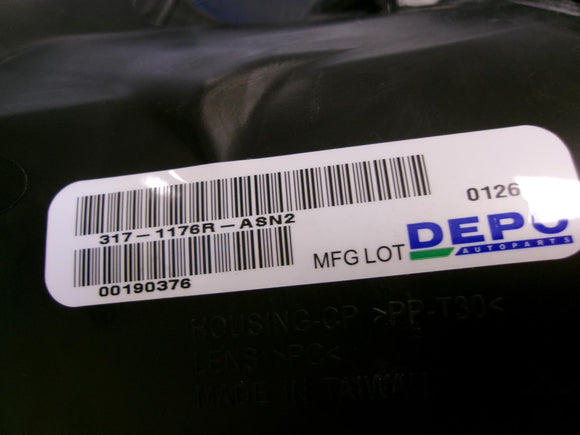 317-1176R-ASN2
0126
00190376
MFG LOT
DEPO
AUTOPARTS
HOUSING-CP >PP-T30<
LENS >PC<
MADE IN TAIWAN